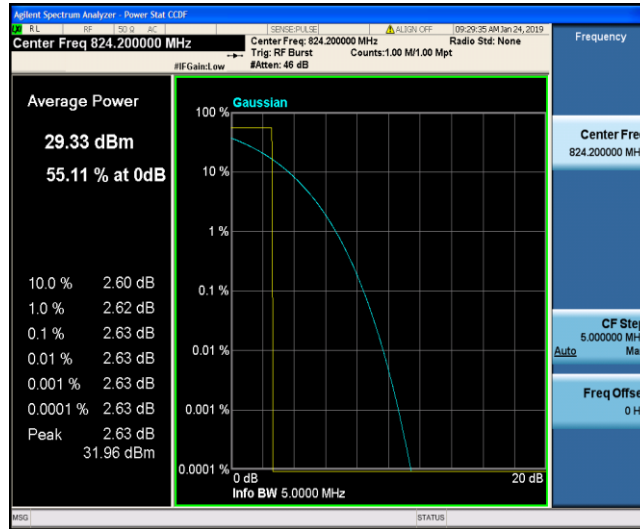 Agilent Spectrum Analyzer - Power Stat CCDF
RL RF 50 Ω AC SENSE:PULSE ALIGN OFF 09:29:35 AM Jan 24, 2019
Center Freq 824.200000 MHz
Center Freq: 824.200000 MHz Radio Std: None
Trig: RF Burst Counts:1.00 M/1.00 Mpt
#IFGain:Low #Atten: 46 dB
Frequency
Average Power
29.33 dBm
55.11 % at 0dB
10.0 % 2.60 dB
1.0 % 2.62 dB
0.1 % 2.63 dB
0.01 % 2.63 dB
0.001 % 2.63 dB
0.0001 % 2.63 dB
Peak 2.63 dB
31.96 dBm
Gaussian
100 %
10 %
1 %
0.1 %
0.01 %
0.001 %
0.0001 %
0 dB 20 dB
Info BW 5.0000 MHz
Center Fre
824.200000 MH
CF Step
5.000000 MH
Auto Ma
Freq Offse
0 H
MSG STATUS